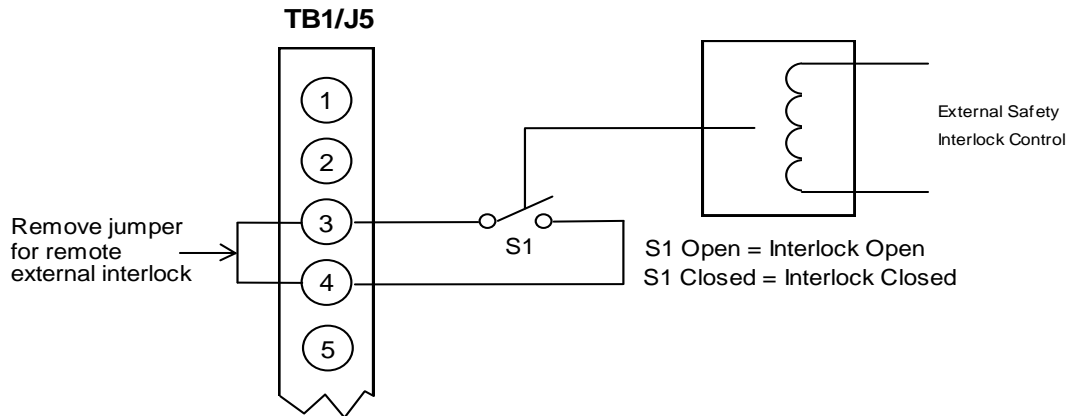 TB1/J5
1
2
3
4
5
Remove jumper
for remote
external interlock
S1
External Safety
Interlock Control
S1 Open = Interlock Open
S1 Closed = Interlock Closed